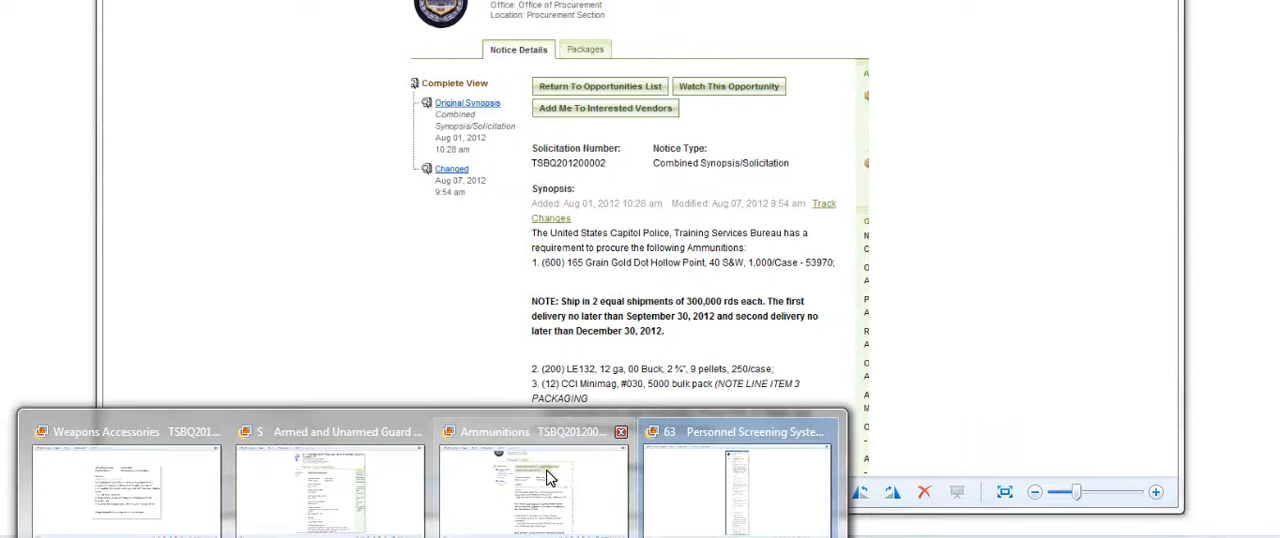 Office: Office of Procurement
Location: Procurement Section
Notice Details
Packages
Complete View
Original Synopsis
Combined
Synopsis/Solicitation
Aug 01, 2012
10:28 am
Changed
Aug 07, 2012
9:54 am
Return To Opportunities List
Watch This Opportunity
Add Me To Interested Vendors
Solicitation Number:
TSBQ201200002
Notice Type:
Combined Synopsis/Solicitation
Synopsis:
Added: Aug 01, 2012 10:28 am Modified: Aug 07, 2012 9:54 am Track
Changes
The United States Capitol Police, Training Services Bureau has a
requirement to procure the following Ammunitions:
1. (600) 165 Grain Gold Dot Hollow Point, 40 S&W, 1,000/Case - 53970;
NOTE: Ship in 2 equal shipments of 300,000 rds each. The first
delivery no later than September 30, 2012 and second delivery no
later than December 30, 2012.
2. (200) LE132, 12 ga, 00 Buck, 2 ¾", 9 pellets, 250/case;
3. (12) CCI Minimag, #030, 5000 bulk pack (NOTE LINE ITEM 3
PACKAGING
Weapons Accessories TSBQ201...
S Armed and Unarmed Guard ...
Ammunitions TSBQ201200...
63 Personnel Screening Syste...